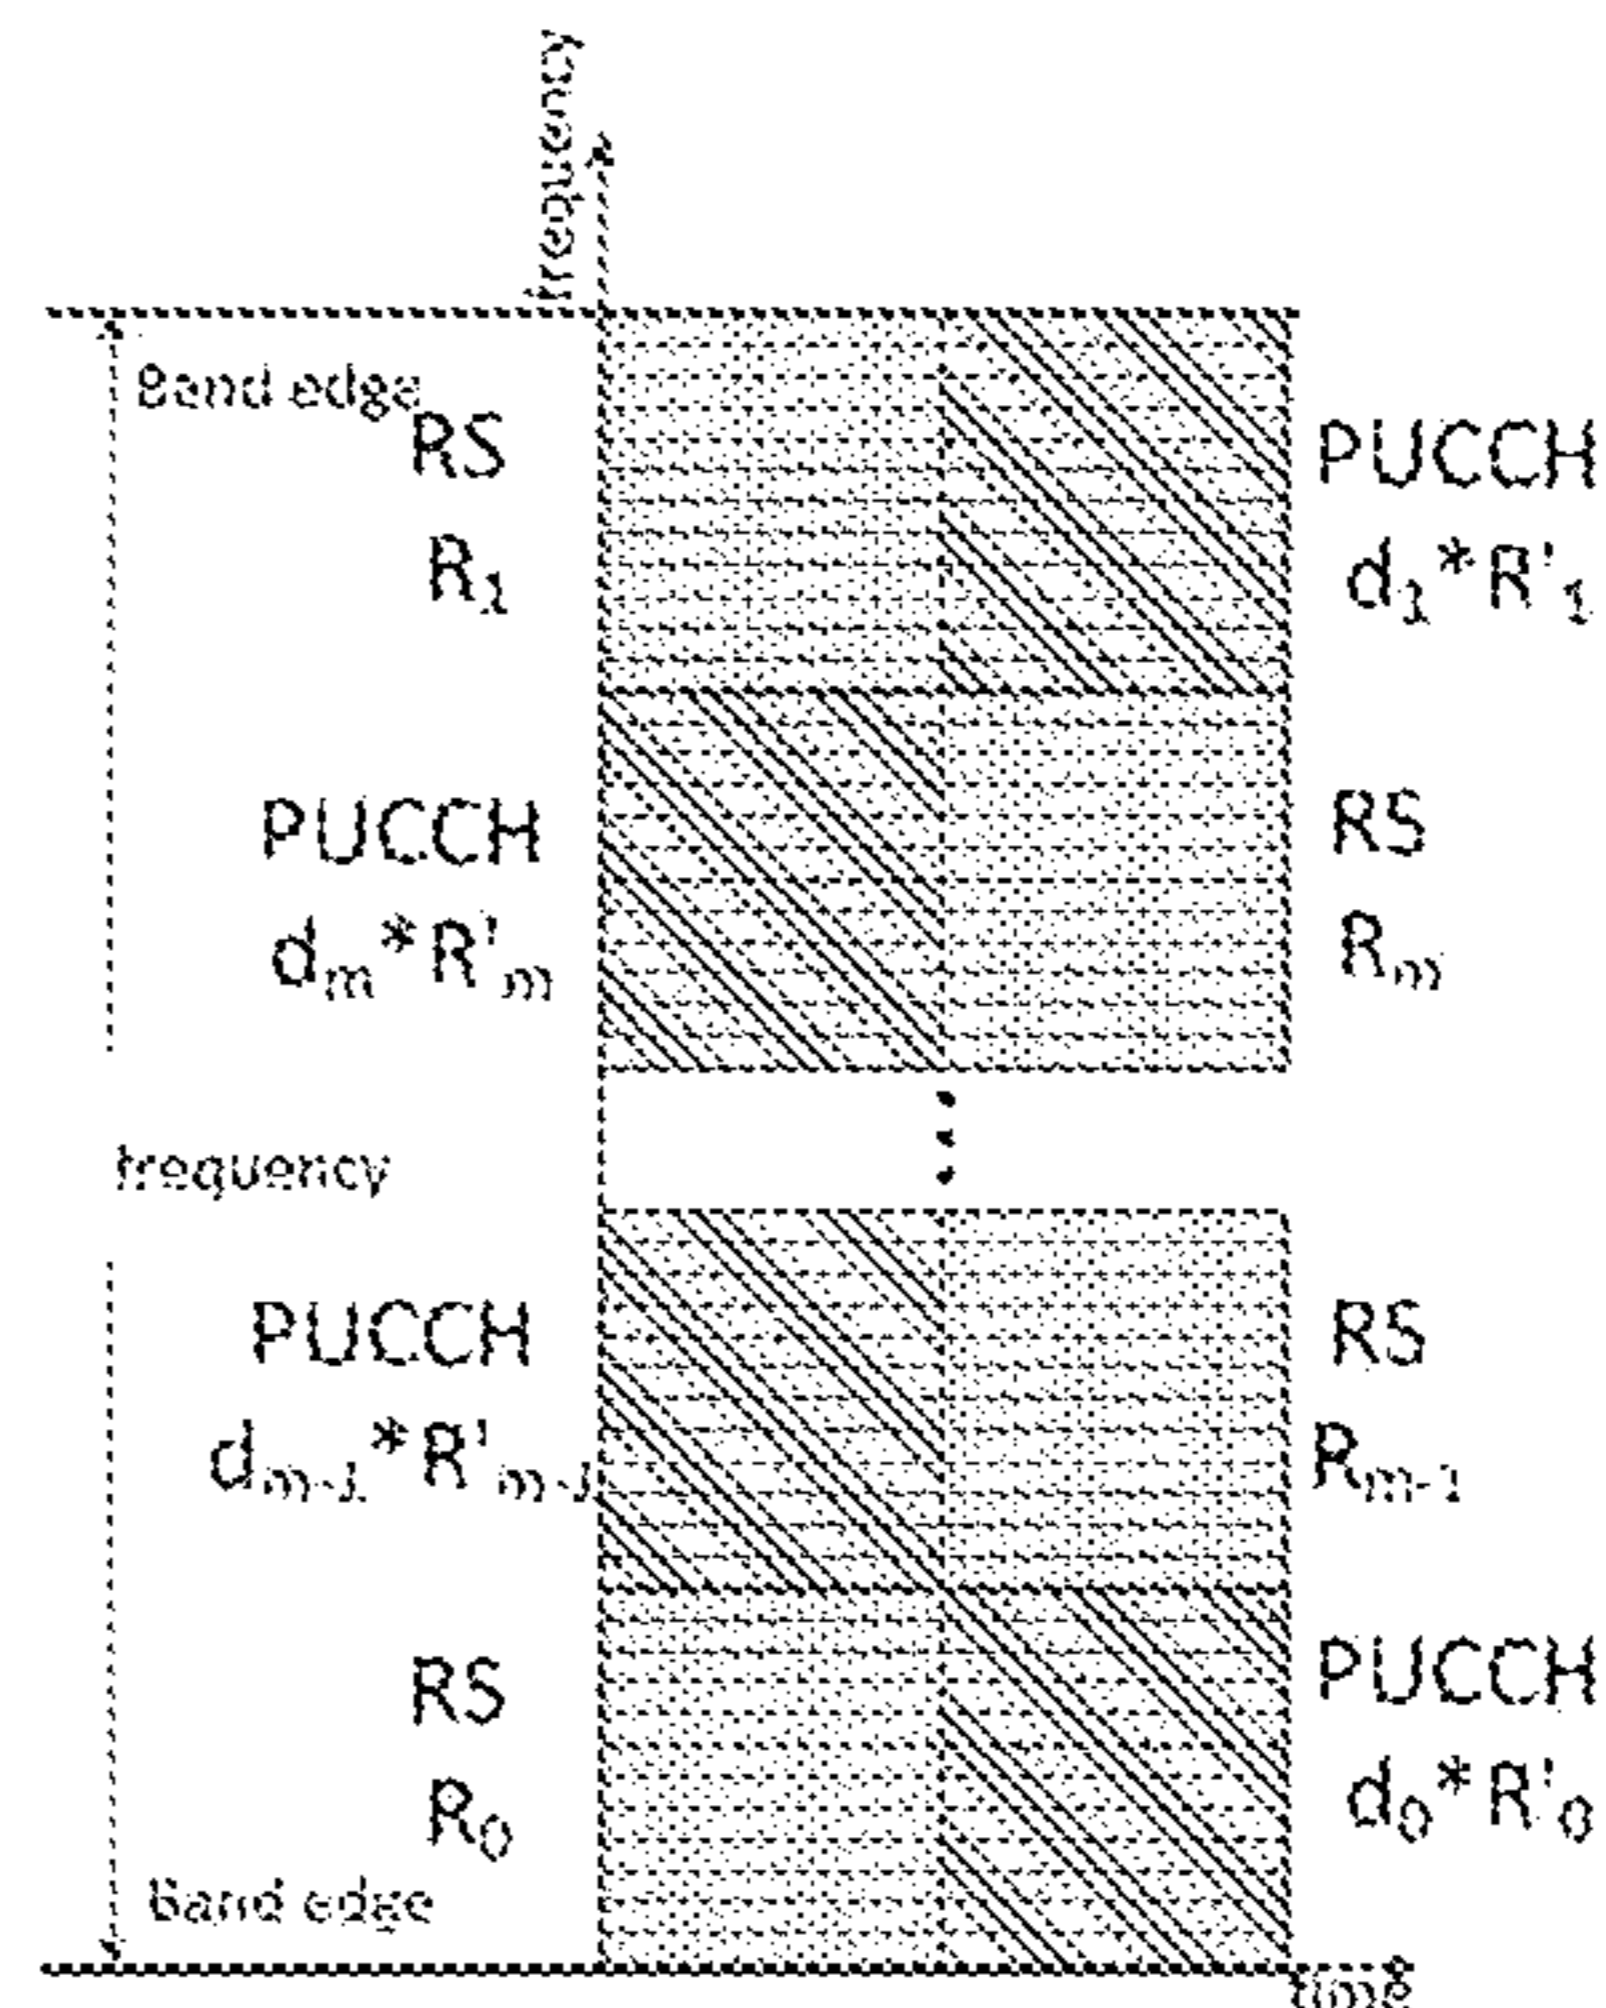 frequency
Band edge
RS
R₁
PUCCH
d₁*R'₁
PUCCH
dₘ*R'ₘ
RS
Rₘ
frequency
PUCCH
dₘ₋₁*R'ₘ₋₁
RS
Rₘ₋₁
RS
R₀
PUCCH
d₀*R'₀
Band edge
time